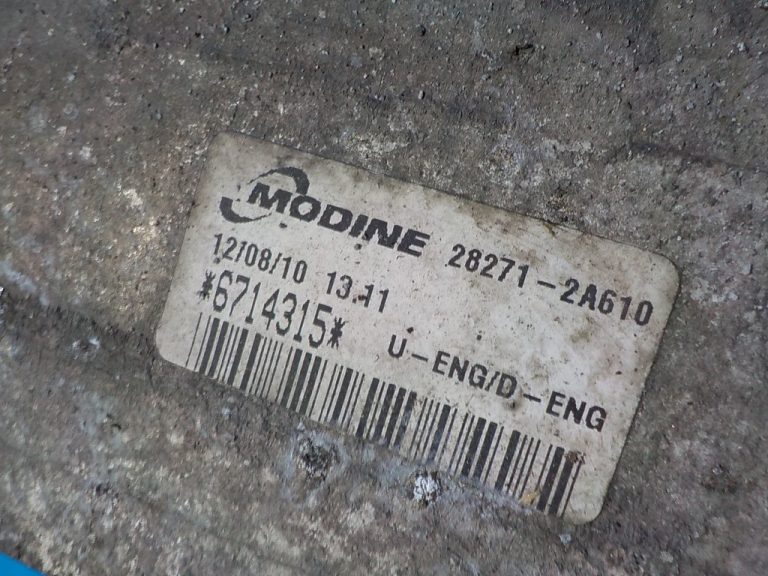 MODINE 28271-2A610
12/08/10 13.11
*6714315* U-ENG/D-ENG